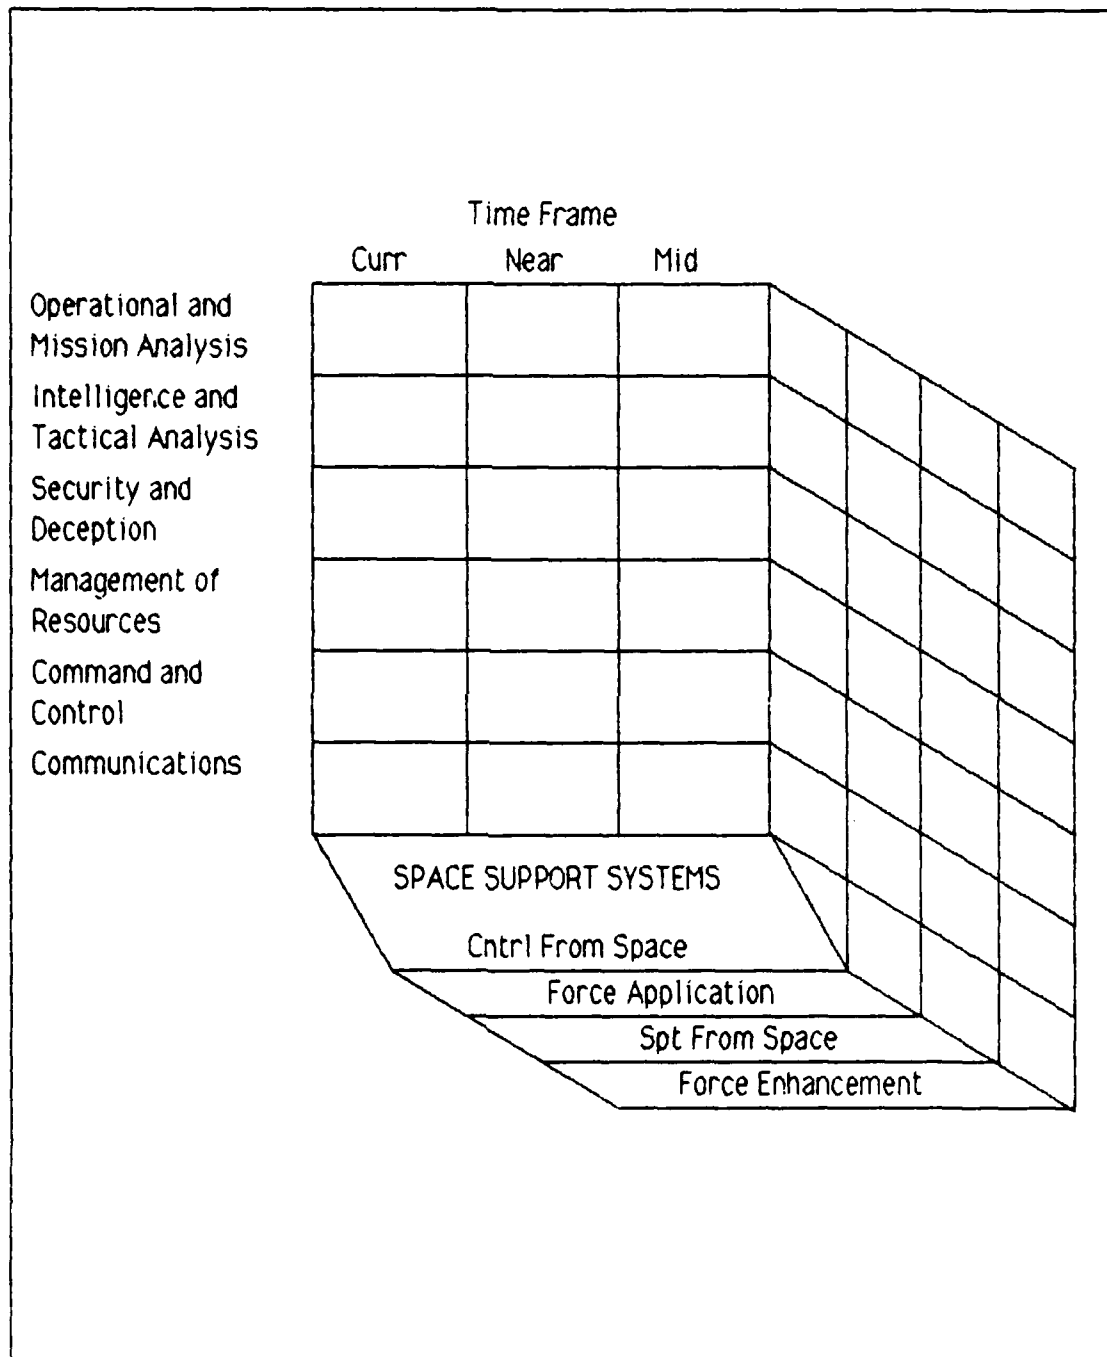 Time Frame
Curr Near Mid
Operational and
Mission Analysis
Intelligence and
Tactical Analysis
Security and
Deception
Management of
Resources
Command and
Control
Communications
SPACE SUPPORT SYSTEMS
Cntrl From Space
Force Application
Spt From Space
Force Enhancement